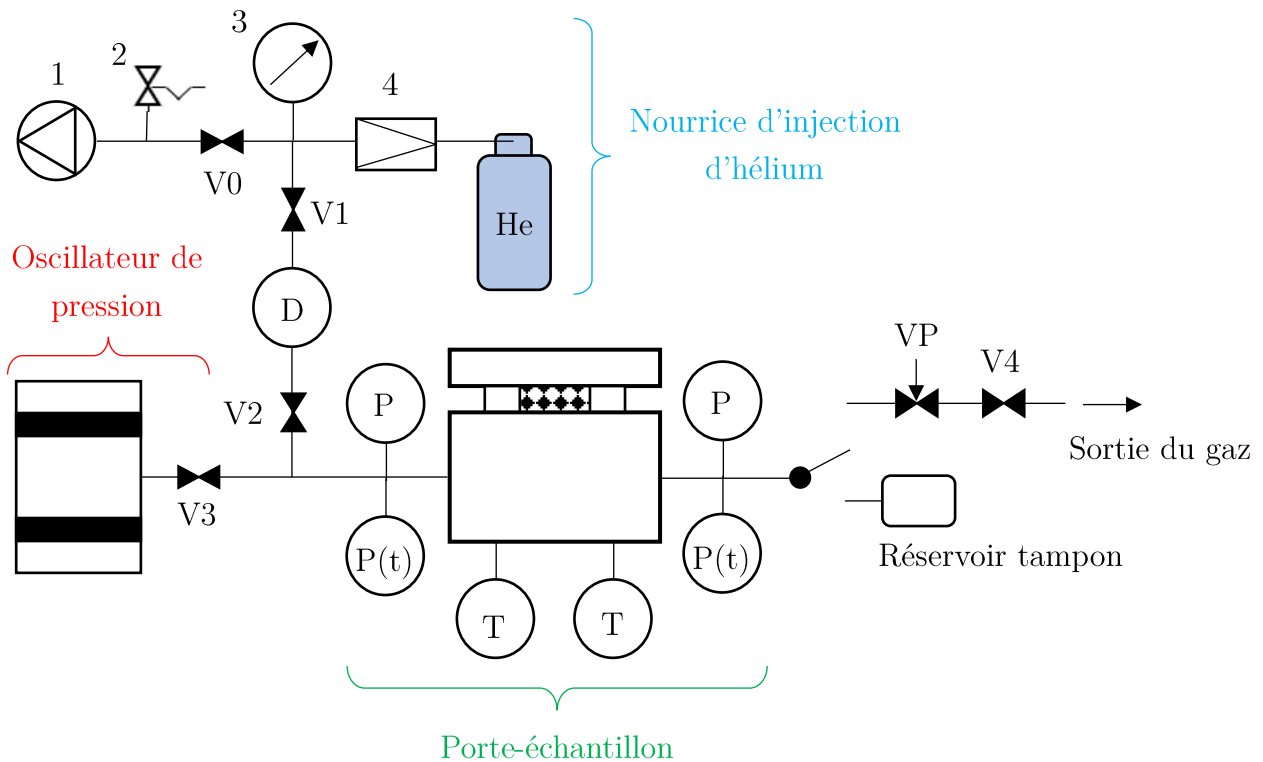 3
2
1
4
Nourrice d'injection
d'hélium
V0
V1
He
Oscillateur de
pression
D
VP
V4
V2
P
P
Sortie du gaz
V3
P(t)
P(t)
Réservoir tampon
T
T
Porte-échantillon